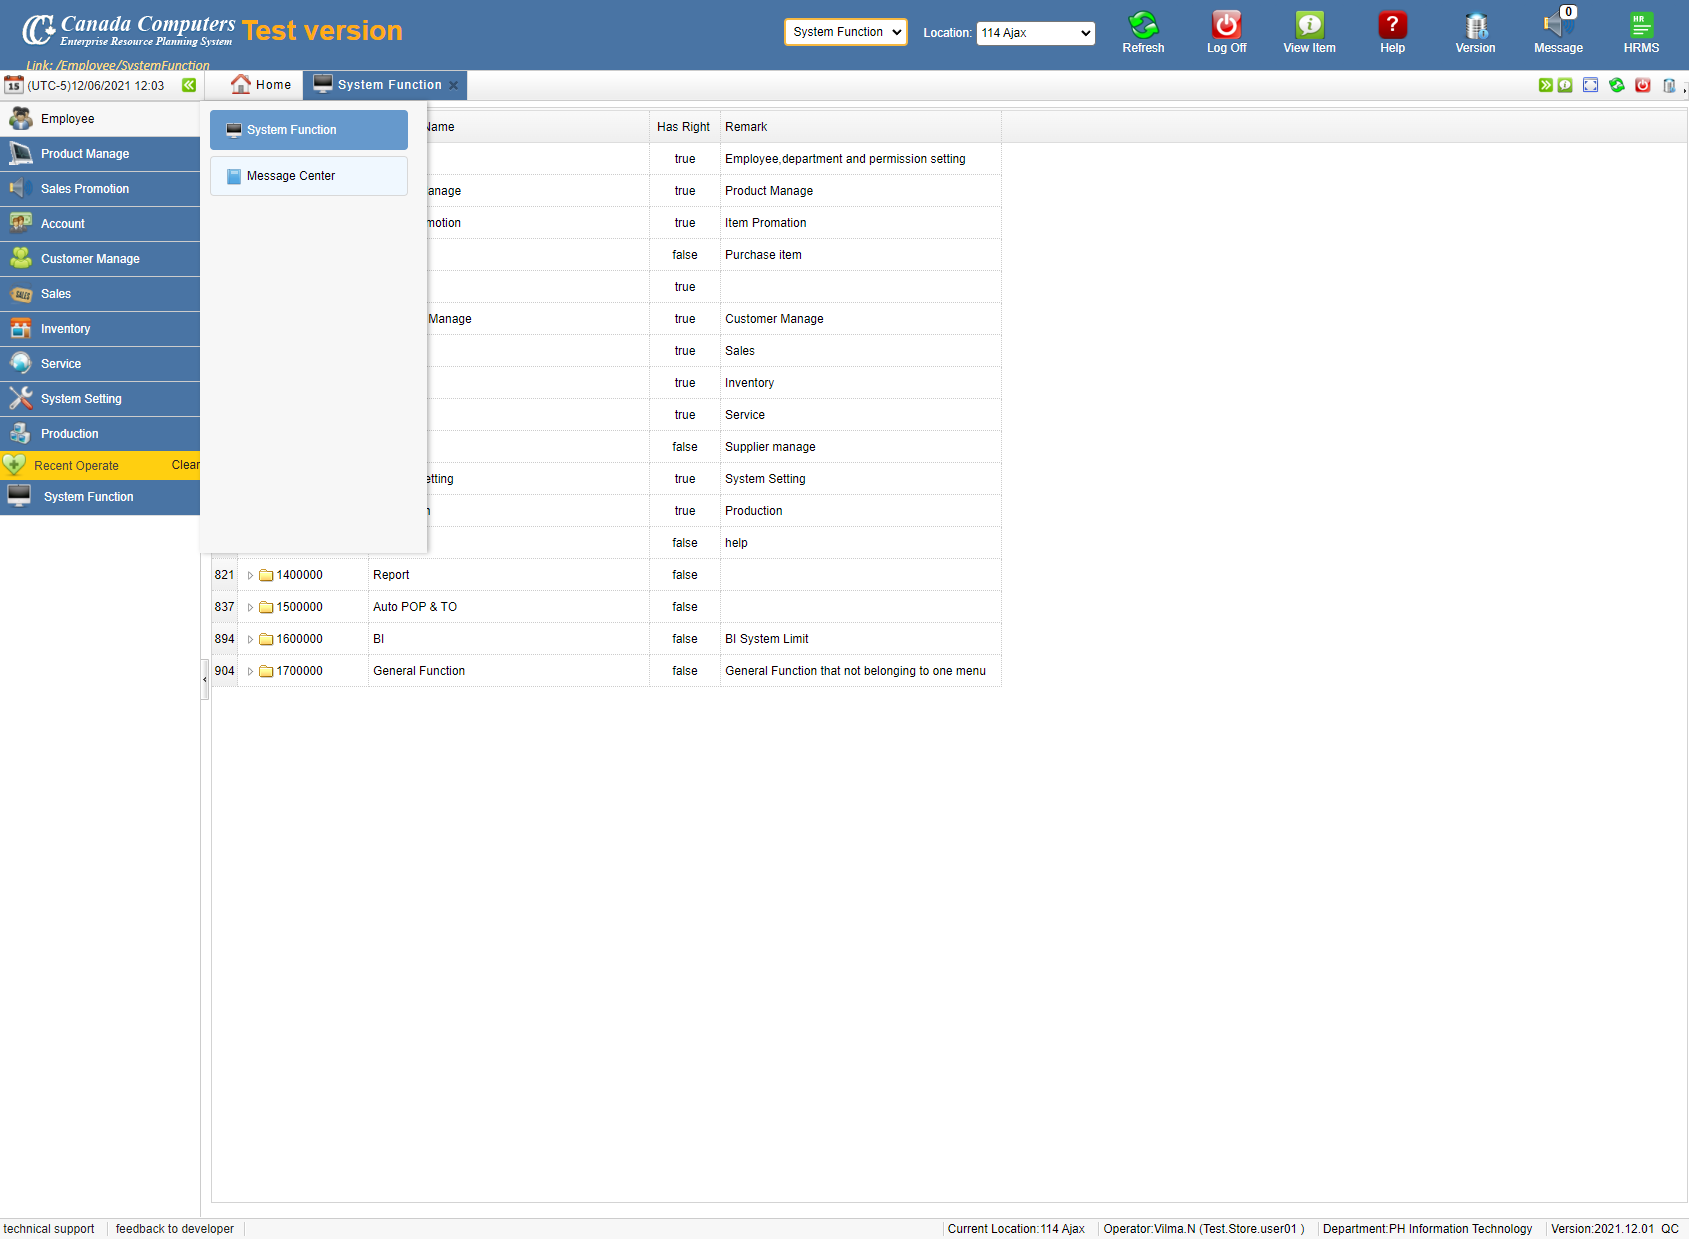 Canada Computers
Enterprise Resource Planning System
Test version
Link: /Employee/SystemFunction
System Function
Location:
114 Ajax
Refresh
Log Off
View Item
Help
Version
0
Message
HR
HRMS
15
(UTC-5)12/06/2021 12:03
Home
System Function
Employee
Product Manage
Sales Promotion
Account
Customer Manage
SALES
Sales
Inventory
Service
System Setting
Production
Recent Operate
Clear
System Function
System Function
Message Center
Name Has Right Remark
true Employee,department and permission setting
anage true Product Manage
motion true Item Promation
false Purchase item
true
Manage true Customer Manage
true Sales
true Inventory
true Service
false Supplier manage
etting true System Setting
n true Production
false help
821 1400000 Report false
837 1500000 Auto POP & TO false
894 1600000 BI false BI System Limit
904 1700000 General Function false General Function that not belonging to one menu
technical support
feedback to developer
Current Location:114 Ajax
Operator:Vilma.N (Test.Store.user01 )
Department:PH Information Technology
Version:2021.12.01 QC